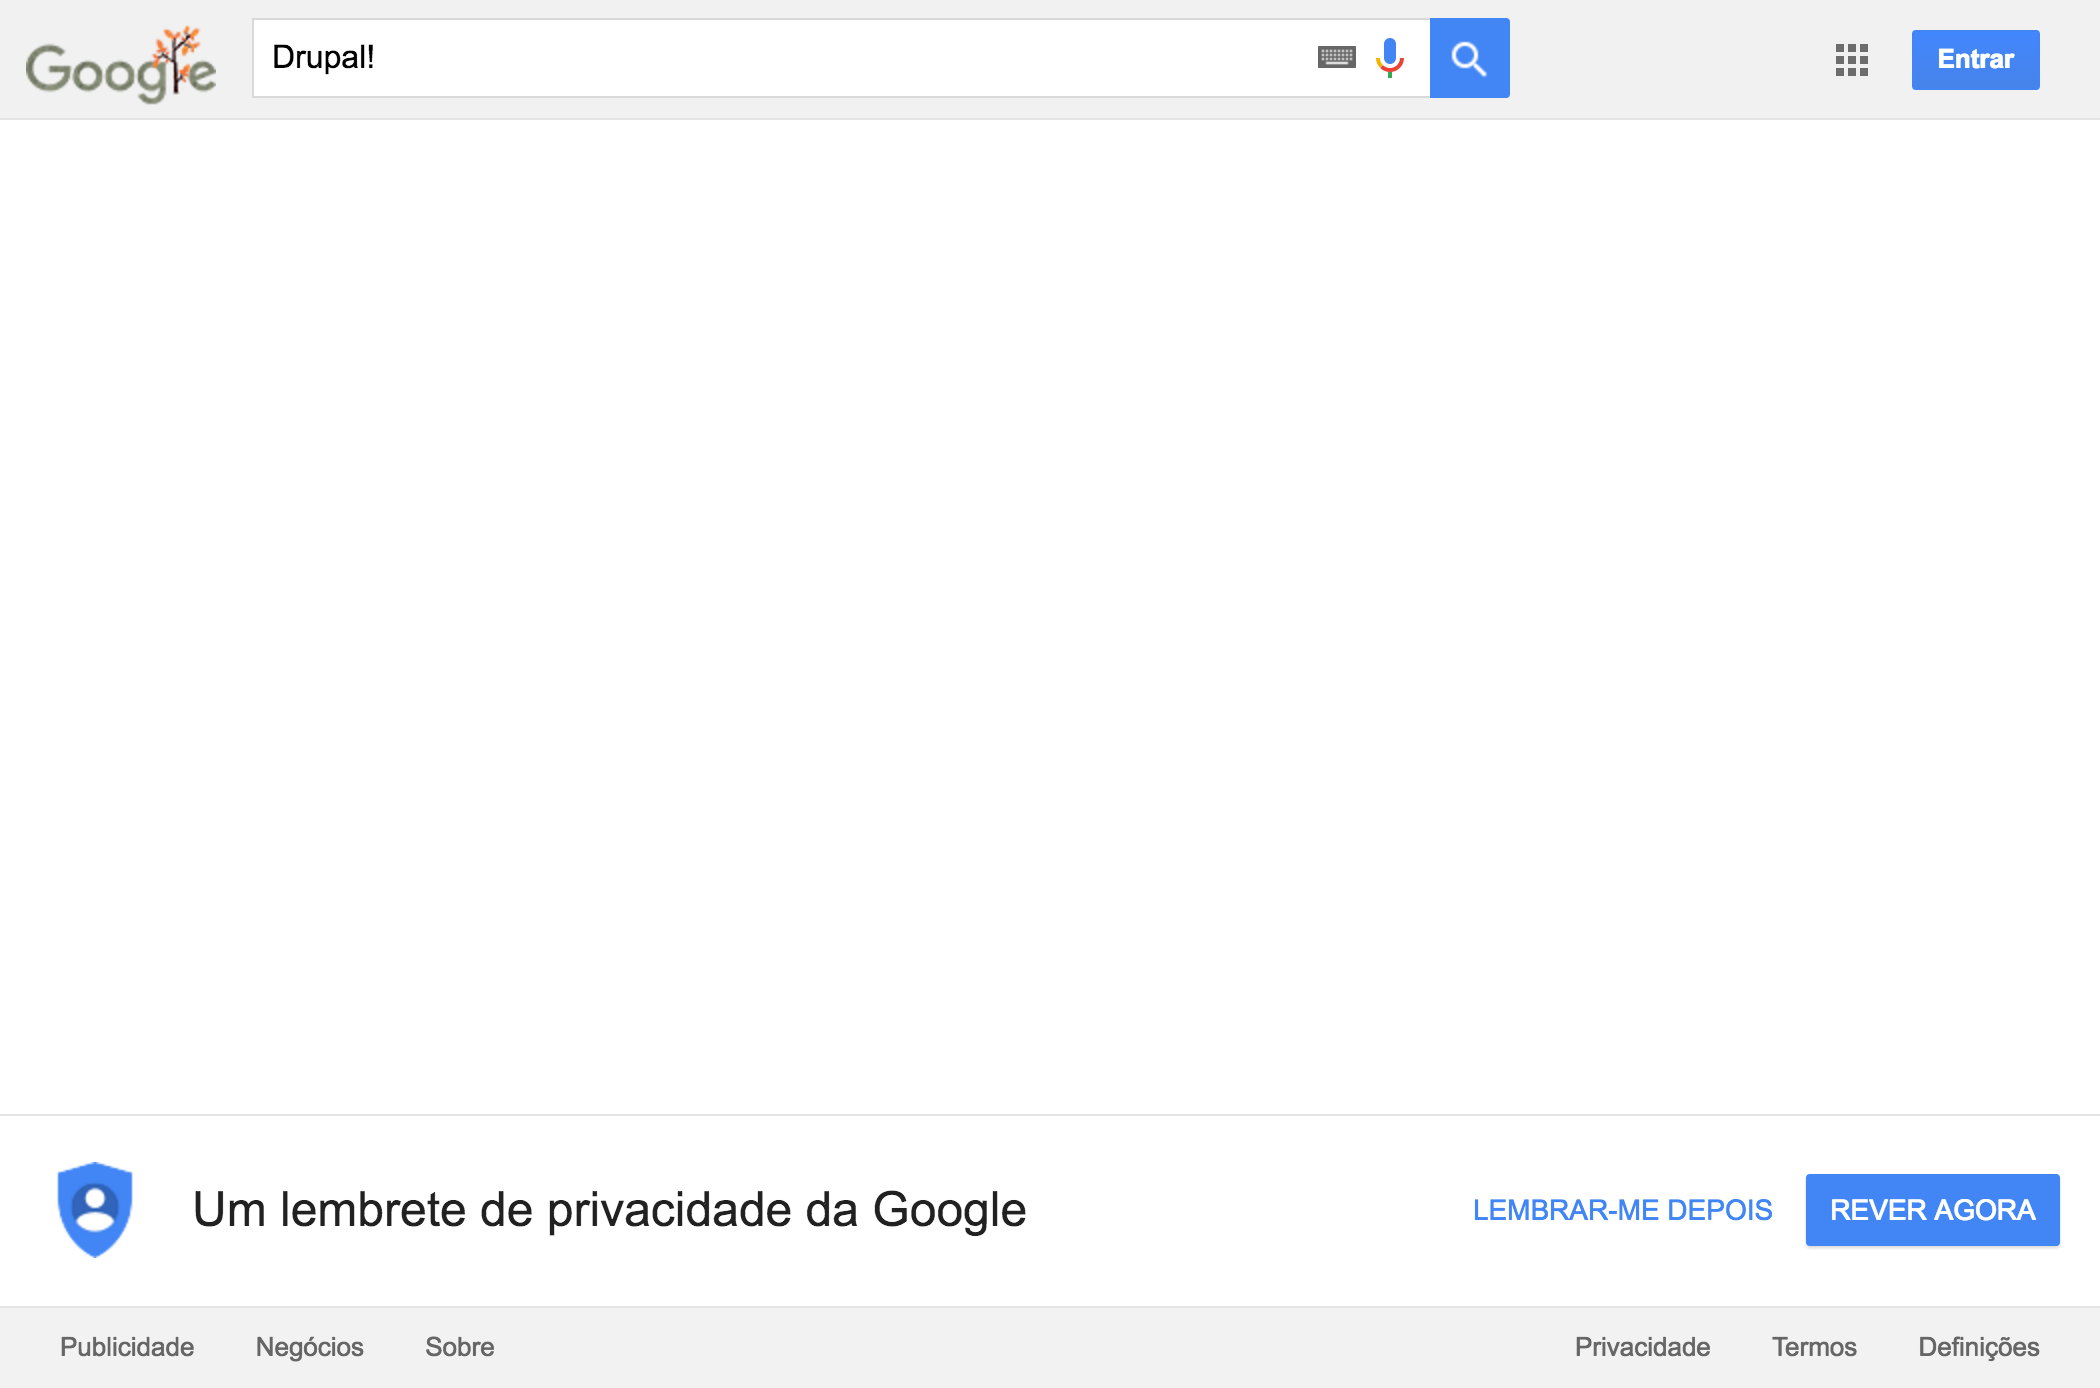 Google
Drupal!
Entrar
Um lembrete de privacidade da Google
LEMBRAR-ME DEPOIS
REVER AGORA
Publicidade Negócios Sobre
Privacidade Termos Definições